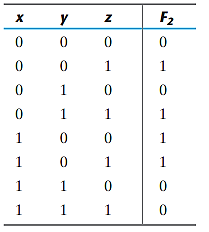 x y z F₂
0 0 0 0
0 0 1 1
0 1 0 0
0 1 1 1
1 0 0 1
1 0 1 1
1 1 0 0
1 1 1 0